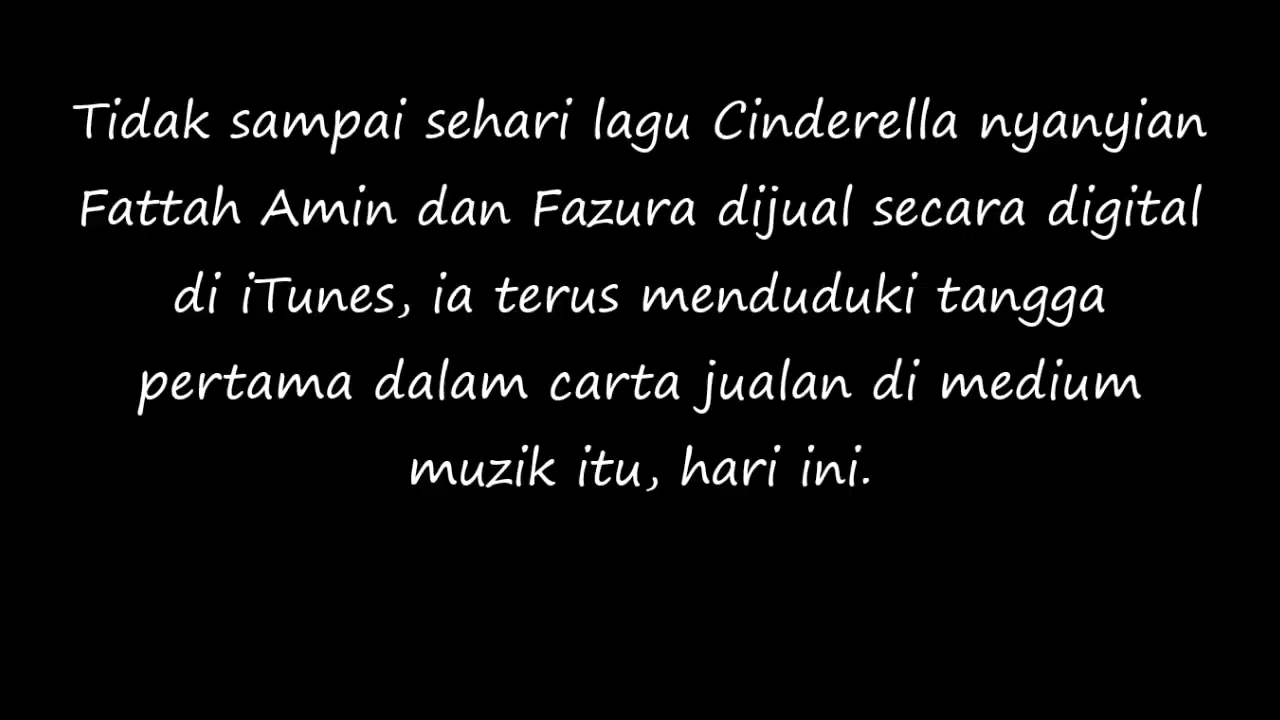 Tidak sampai sehari lagu Cinderella nyanyian
Fattah Amin dan Fazura dijual secara digital
di iTunes, ia terus menduduki tangga
pertama dalam carta jualan di medium
muzik itu, hari ini.